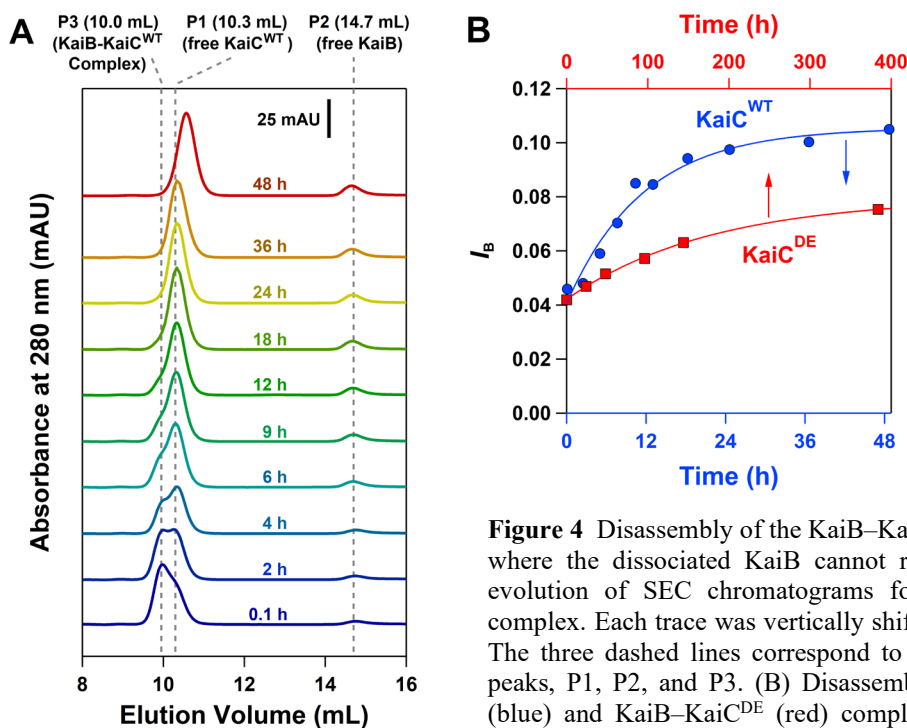 A
P3 (10.0 mL)
(KaiB-KaiC^WT
Complex)
P1 (10.3 mL)
(free KaiC^WT)
P2 (14.7 mL)
(free KaiB)
25 mAU
48 h
36 h
24 h
18 h
12 h
9 h
6 h
4 h
2 h
0.1 h
Absorbance at 280 nm (mAU)
8 10 12 14 16
Elution Volume (mL)
B
Time (h)
0 100 200 300 400
0.12
0.10
0.08
0.06
0.04
0.02
0.00
I_B
KaiC^WT
KaiC^DE
0 12 24 36 48
Time (h)
Figure 4 Disassembly of the KaiB–Ka
where the dissociated KaiB cannot r
evolution of SEC chromatograms fo
complex. Each trace was vertically shif
The three dashed lines correspond to
peaks, P1, P2, and P3. (B) Disassemb
(blue) and KaiB–KaiC^DE (red) compl